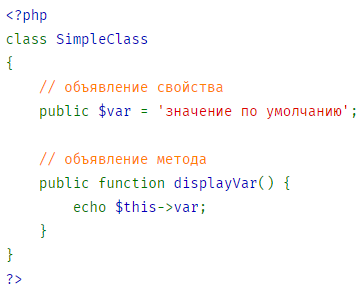 <?php
class SimpleClass
{
    // объявление свойства
    public $var = 'значение по умолчанию';

    // объявление метода
    public function displayVar() {
        echo $this->var;
    }
}
?>